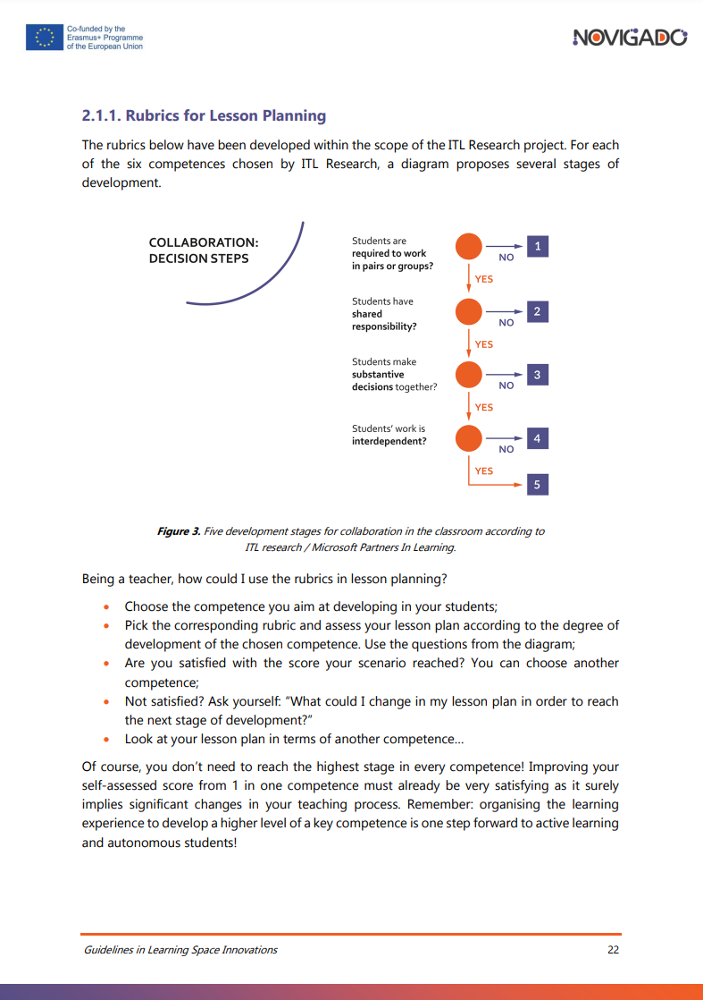 Co-funded by the
Erasmus+ Programme
of the European Union
NOVIGADO
2.1.1. Rubrics for Lesson Planning
The rubrics below have been developed within the scope of the ITL Research project. For each
of the six competences chosen by ITL Research, a diagram proposes several stages of
development.
COLLABORATION:
DECISION STEPS
Students are
required to work
in pairs or groups?
NO
1
YES
Students have
shared
responsibility?
NO
2
YES
Students make
substantive
decisions together?
NO
3
YES
Students’ work is
interdependent?
NO
4
YES
5
Figure 3. Five development stages for collaboration in the classroom according to
ITL research / Microsoft Partners In Learning.
Being a teacher, how could I use the rubrics in lesson planning?
• Choose the competence you aim at developing in your students;
• Pick the corresponding rubric and assess your lesson plan according to the degree of
development of the chosen competence. Use the questions from the diagram;
• Are you satisfied with the score your scenario reached? You can choose another
competence;
• Not satisfied? Ask yourself: “What could I change in my lesson plan in order to reach
the next stage of development?”
• Look at your lesson plan in terms of another competence…
Of course, you don’t need to reach the highest stage in every competence! Improving your
self-assessed score from 1 in one competence must already be very satisfying as it surely
implies significant changes in your teaching process. Remember: organising the learning
experience to develop a higher level of a key competence is one step forward to active learning
and autonomous students!
Guidelines in Learning Space Innovations
22